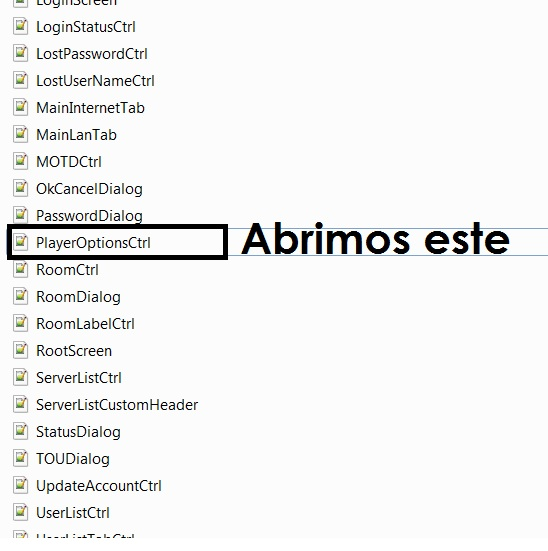 LoginScreen
LoginStatusCtrl
LostPasswordCtrl
LostUserNameCtrl
MainInternetTab
MainLanTab
MOTDCtrl
OkCancelDialog
PasswordDialog
PlayerOptionsCtrl Abrimos este
RoomCtrl
RoomDialog
RoomLabelCtrl
RootScreen
ServerListCtrl
ServerListCustomHeader
StatusDialog
TOUDialog
UpdateAccountCtrl
UserListCtrl
UserListTabCtrl